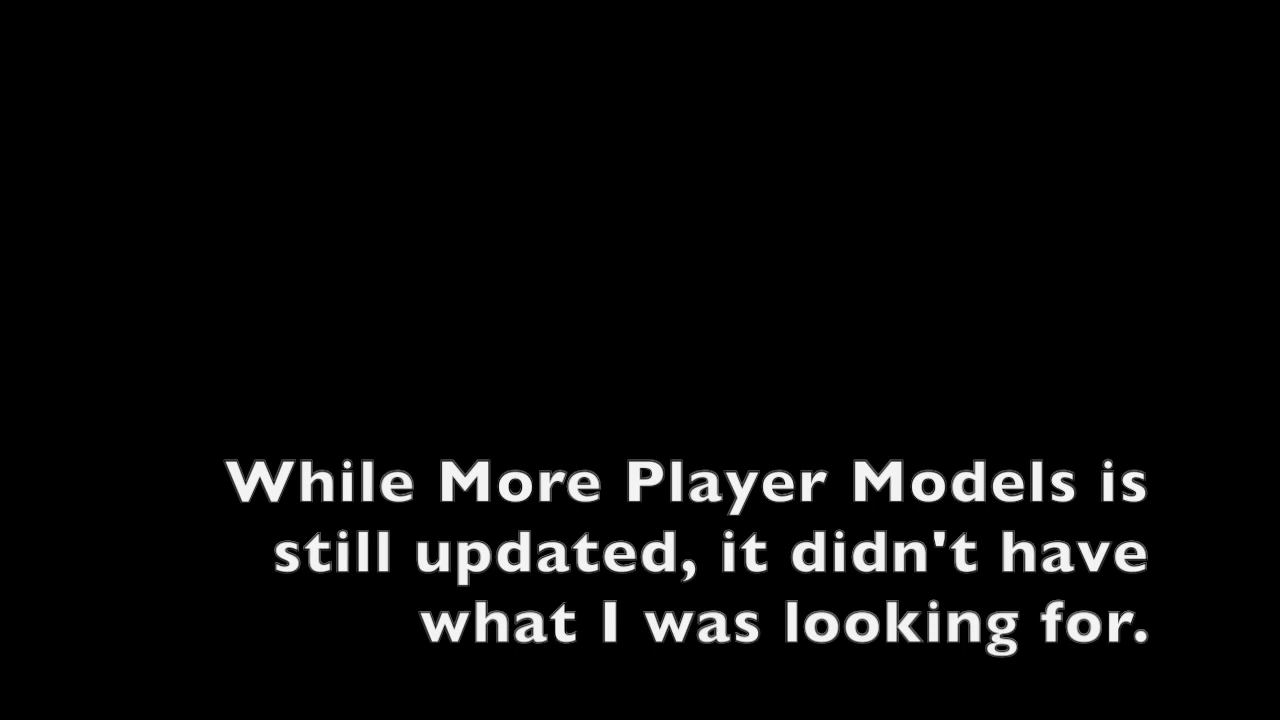 While More Player Models is
still updated, it didn't have
what I was looking for.